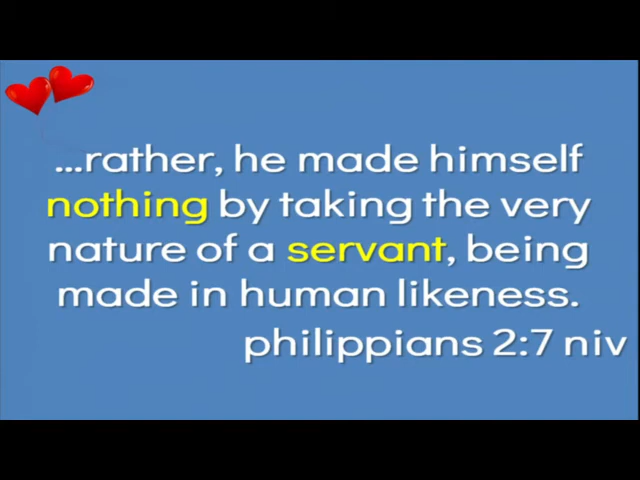 ...rather, he made himself
nothing by taking the very
nature of a servant, being
made in human likeness.
philippians 2:7 niv